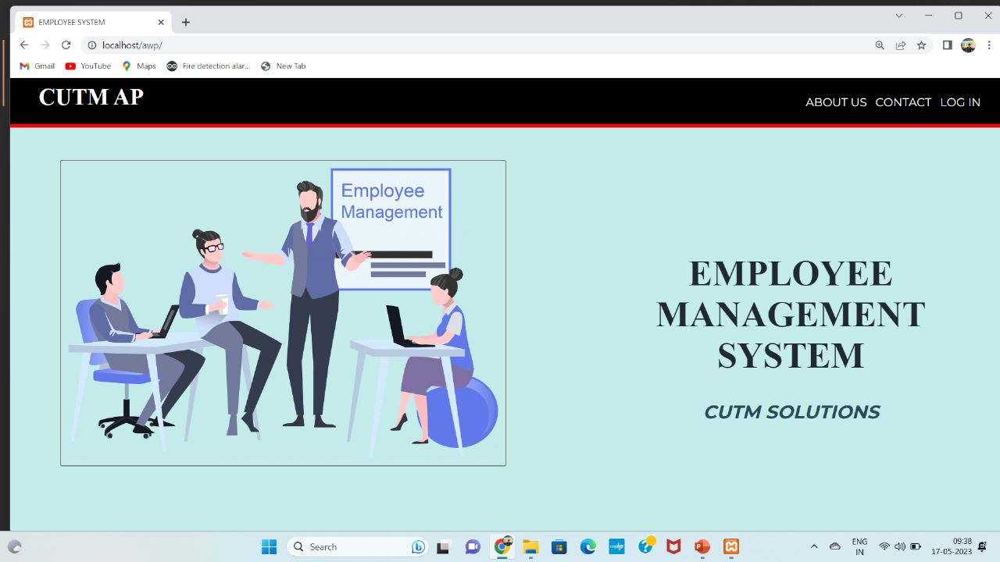 EMPLOYEE SYSTEM
localhost/awp/
Gmail YouTube Maps Fire detection alar... New Tab
CUTM AP
ABOUT US CONTACT LOG IN
Employee
Management
EMPLOYEE
MANAGEMENT
SYSTEM
CUTM SOLUTIONS
Search
ENG
IN
09:38
17-05-2023